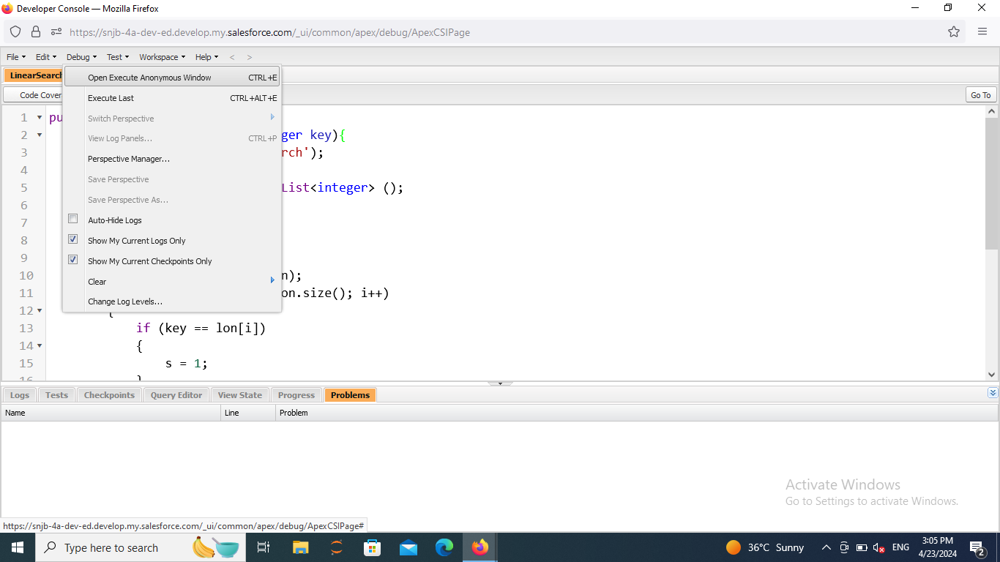 Developer Console — Mozilla Firefox
https://snjb-4a-dev-ed.develop.my.salesforce.com/_ui/common/apex/debug/ApexCSIPage
File Edit Debug Test Workspace Help < >
LinearSearch
Code Cover
Go To
Open Execute Anonymous Window CTRL+E
Execute Last CTRL+ALT+E
Switch Perspective
View Log Panels... CTRL+P
Perspective Manager...
Save Perspective
Save Perspective As...
Auto-Hide Logs
Show My Current Logs Only
Show My Current Checkpoints Only
Clear
Change Log Levels...
1 pu
2 ger key){
3 rch');
4
5 List<integer> ();
6
7
8
9
10 n);
11 on.size(); i++)
12 {
13 if (key == lon[i])
14 {
15 s = 1;
16 }
Logs Tests Checkpoints Query Editor View State Progress Problems
Name Line Problem
Activate Windows
Go to Settings to activate Windows.
https://snjb-4a-dev-ed.develop.my.salesforce.com/_ui/common/apex/debug/ApexCSIPage#
Type here to search
36°C Sunny
ENG
3:05 PM
4/23/2024
2